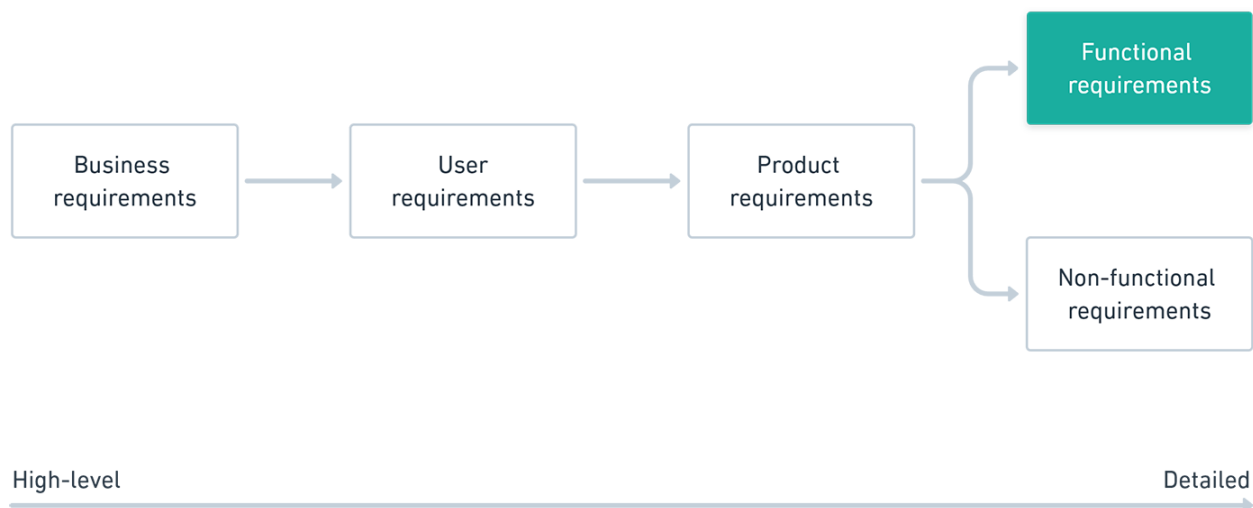 Functional
requirements
Business
requirements
User
requirements
Product
requirements
Non-functional
requirements
High-level
Detailed